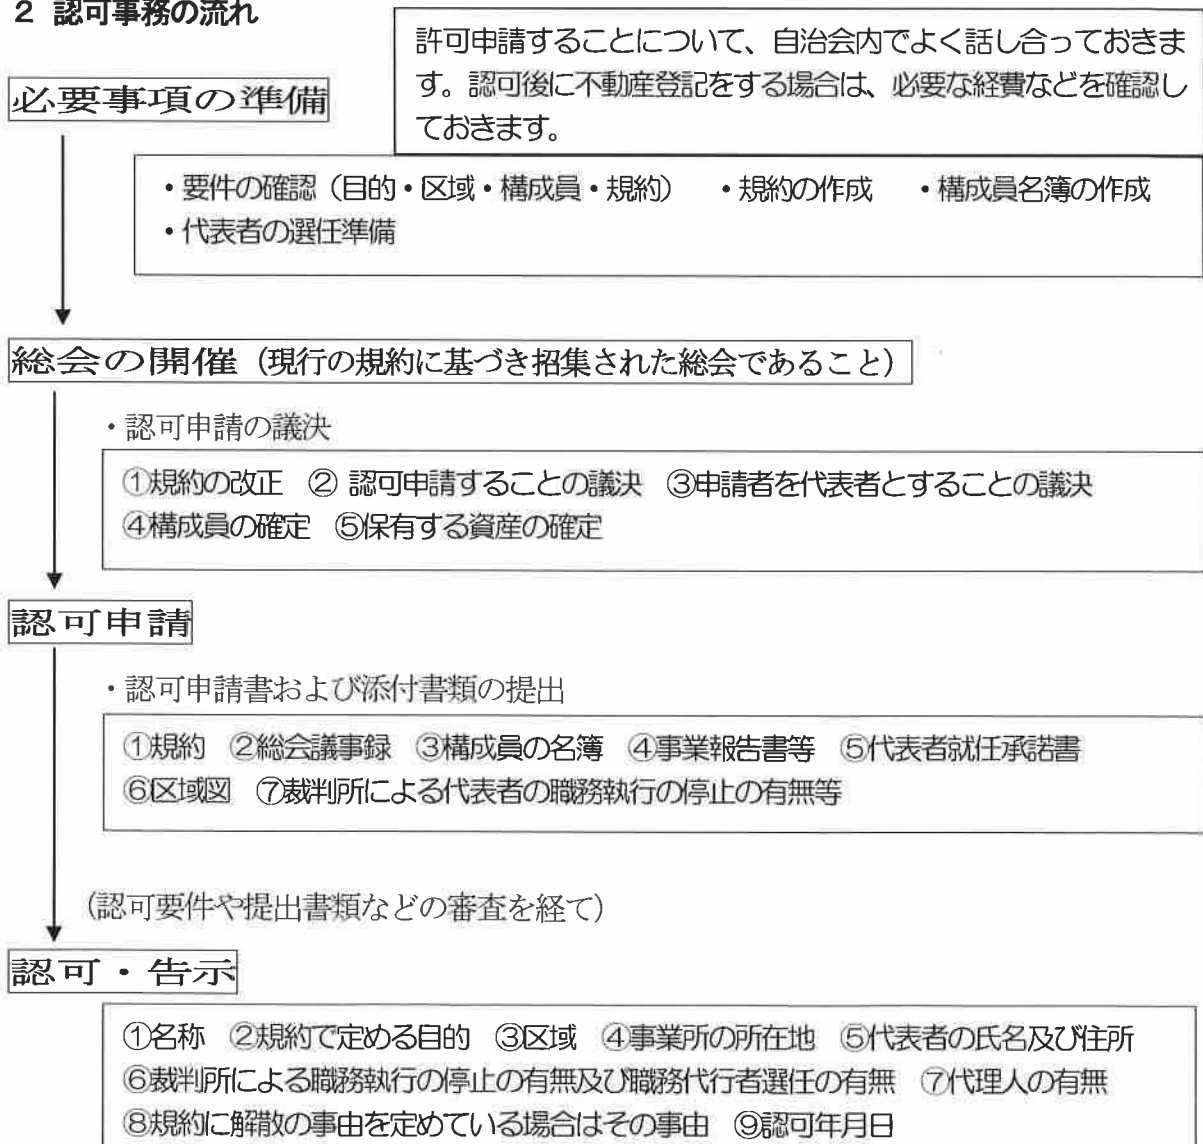 2 認可事務の流れ
許可申請することについて、自治会内でよく話し合っておきま
す。認可後に不動産登記をする場合は、必要な経費などを確認し
ておきます。
必要事項の準備
・要件の確認（目的・区域・構成員・規約） ・規約の作成 ・構成員名簿の作成
・代表者の選任準備
総会の開催（現行の規約に基づき招集された総会であること）
・認可申請の議決
①規約の改正 ② 認可申請することの議決 ③申請者を代表者とすることの議決
④構成員の確定 ⑤保有する資産の確定
認可申請
・認可申請書および添付書類の提出
①規約 ②総会議事録 ③構成員の名簿 ④事業報告書等 ⑤代表者就任承諾書
⑥区域図 ⑦裁判所による代表者の職務執行の停止の有無等
（認可要件や提出書類などの審査を経て）
認可・告示
①名称 ②規約で定める目的 ③区域 ④事業所の所在地 ⑤代表者の氏名及び住所
⑥裁判所による職務執行の停止の有無及び職務代行者選任の有無 ⑦代理人の有無
⑧規約に解散の事由を定めている場合はその事由 ⑨認可年月日